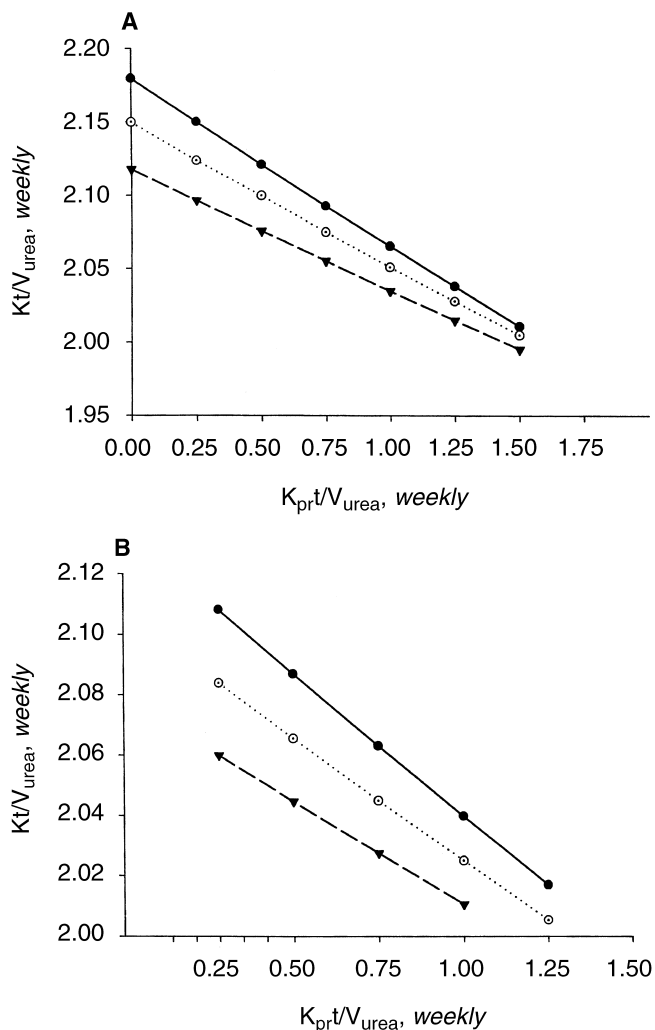 A
2.20
2.15
2.10
2.05
2.00
1.95
Kt/Vurea, weekly
0.00 0.25 0.50 0.75 1.00 1.25 1.50 1.75
Kprt/Vurea, weekly
B
2.12
2.10
2.08
2.06
2.04
2.02
2.00
Kt/Vurea, weekly
0.25 0.50 0.75 1.00 1.25 1.50
Kprt/Vurea, weekly